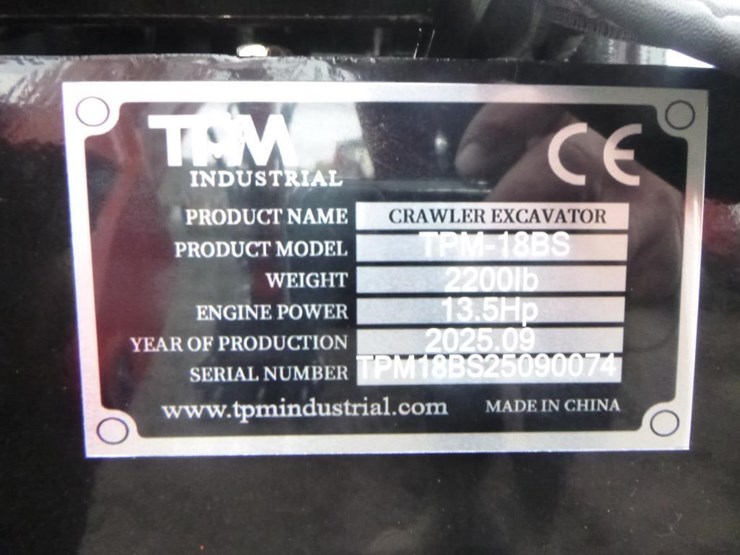 TPM
INDUSTRIAL
CE
PRODUCT NAME CRAWLER EXCAVATOR
PRODUCT MODEL TPM-18BS
WEIGHT 2200lb
ENGINE POWER 13.5Hp
YEAR OF PRODUCTION 2025.09
SERIAL NUMBER TPM18BS25090074
www.tpmindustrial.com MADE IN CHINA